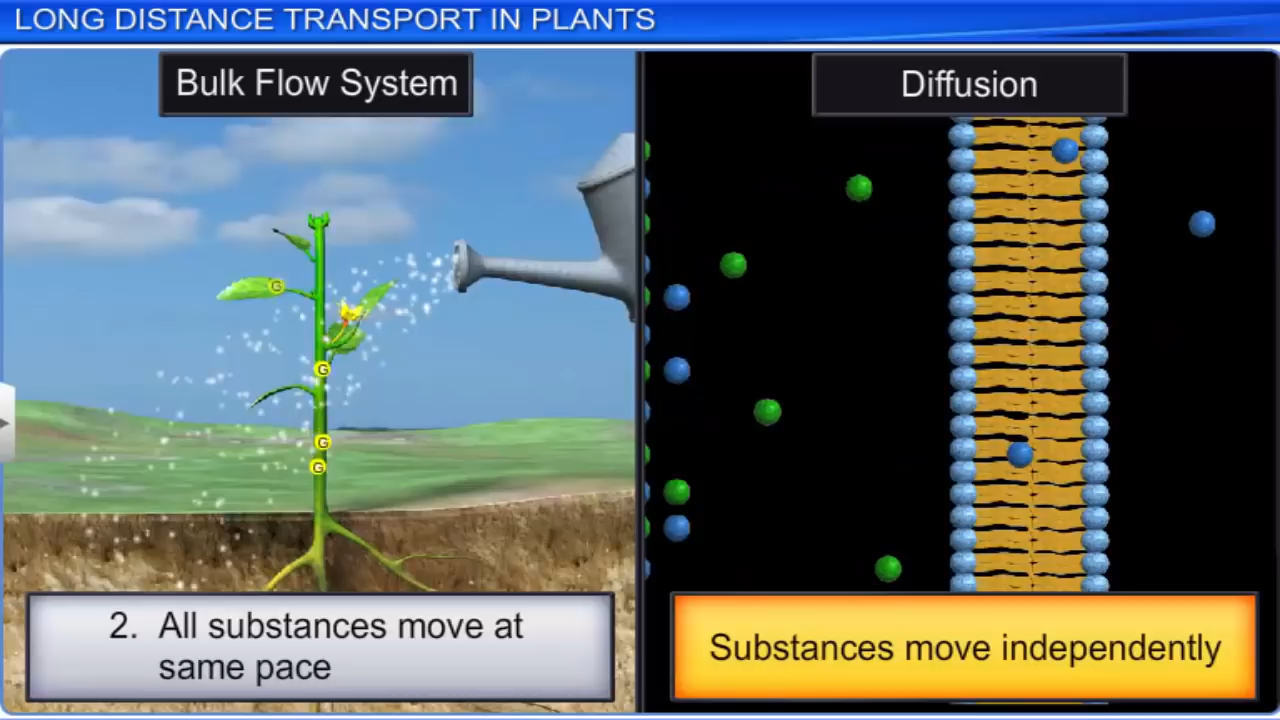 LONG DISTANCE TRANSPORT IN PLANTS
Bulk Flow System
Diffusion
G
G
G
G
2. All substances move at
same pace
Substances move independently